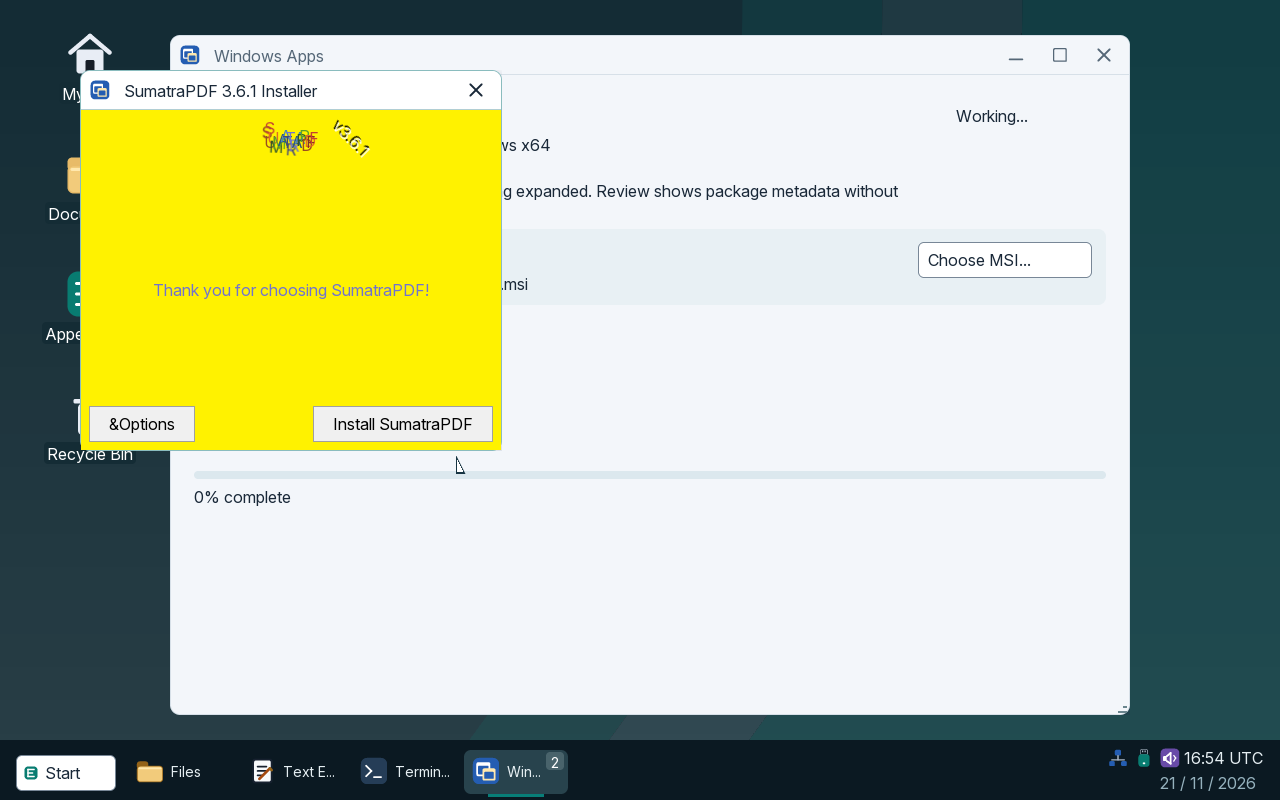 Windows Apps
SumatraPDF 3.6.1 Installer
Working...
v3.6.1
x64
expanded. Review shows package metadata without
Choose MSI...
.msi
Thank you for choosing SumatraPDF!
&Options
Install SumatraPDF
Recycle Bin
0% complete
Start
Files
Text E...
Termin...
Win...
2
16:54 UTC
21 / 11 / 2026